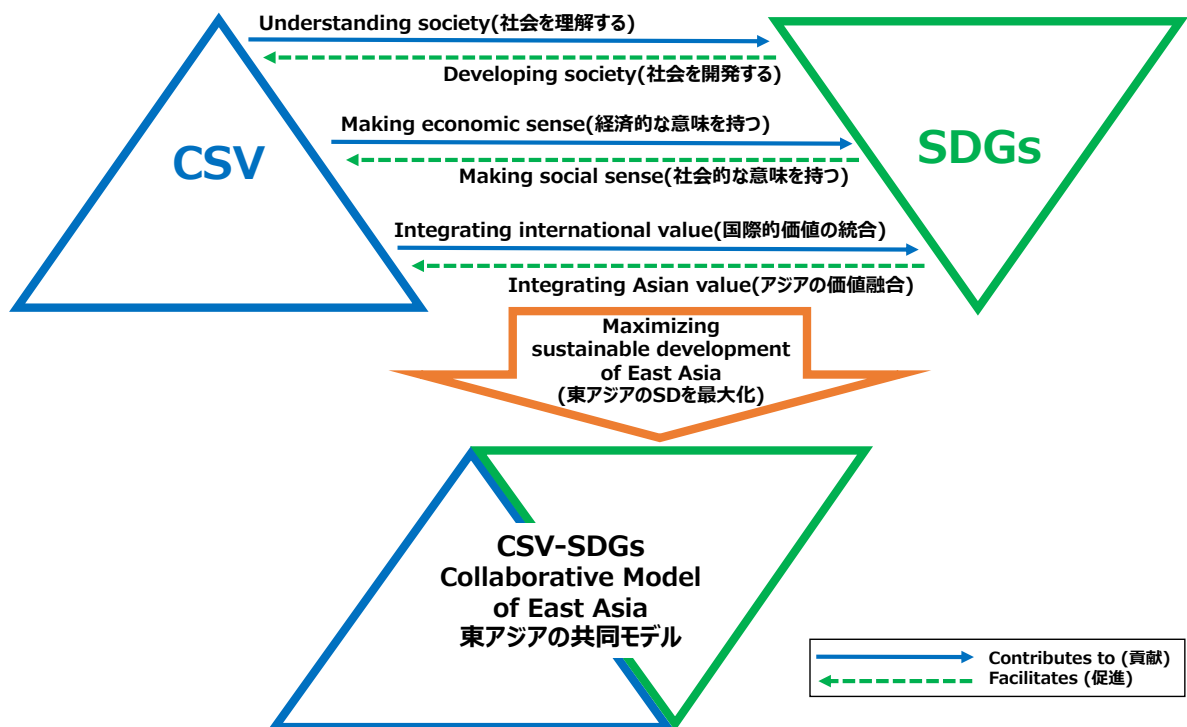 Understanding society(社会を理解する)
Developing society(社会を開発する)
Making economic sense(経済的な意味を持つ)
CSV
SDGs
Making social sense(社会的な意味を持つ)
Integrating international value(国際的価値の統合)
Integrating Asian value(アジアの価値融合)
Maximizing
sustainable development
of East Asia
(東アジアのSDを最大化)
CSV-SDGs
Collaborative Model
of East Asia
東アジアの共同モデル
Contributes to (貢献)
Facilitates (促進)